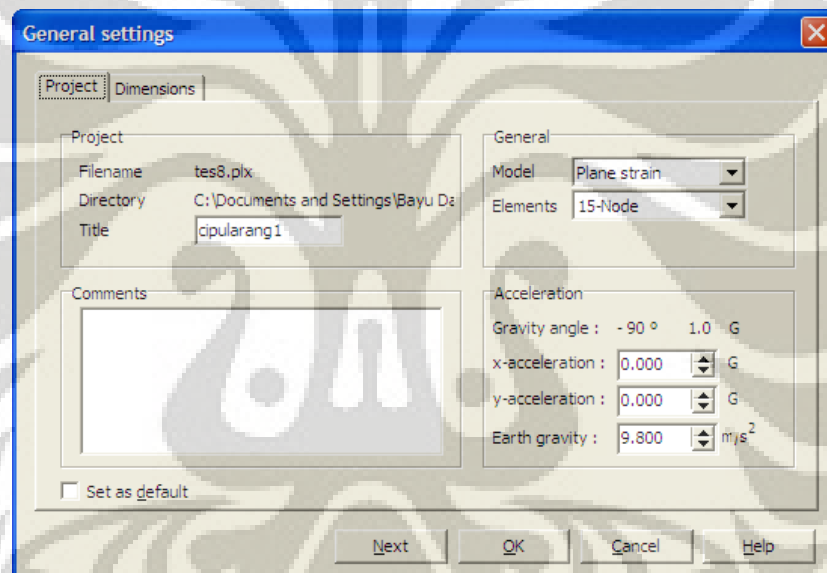 General settings
Project
Dimensions
Project
Filename tes8.plx
Directory C:\Documents and Settings\Bayu Da
Title cipularang1
General
Model Plane strain
Elements 15-Node
Comments
Acceleration
Gravity angle : - 90 º 1.0 G
x-acceleration : 0.000 G
y-acceleration : 0.000 G
Earth gravity : 9.800 m/s²
Set as default
Next
OK
Cancel
Help